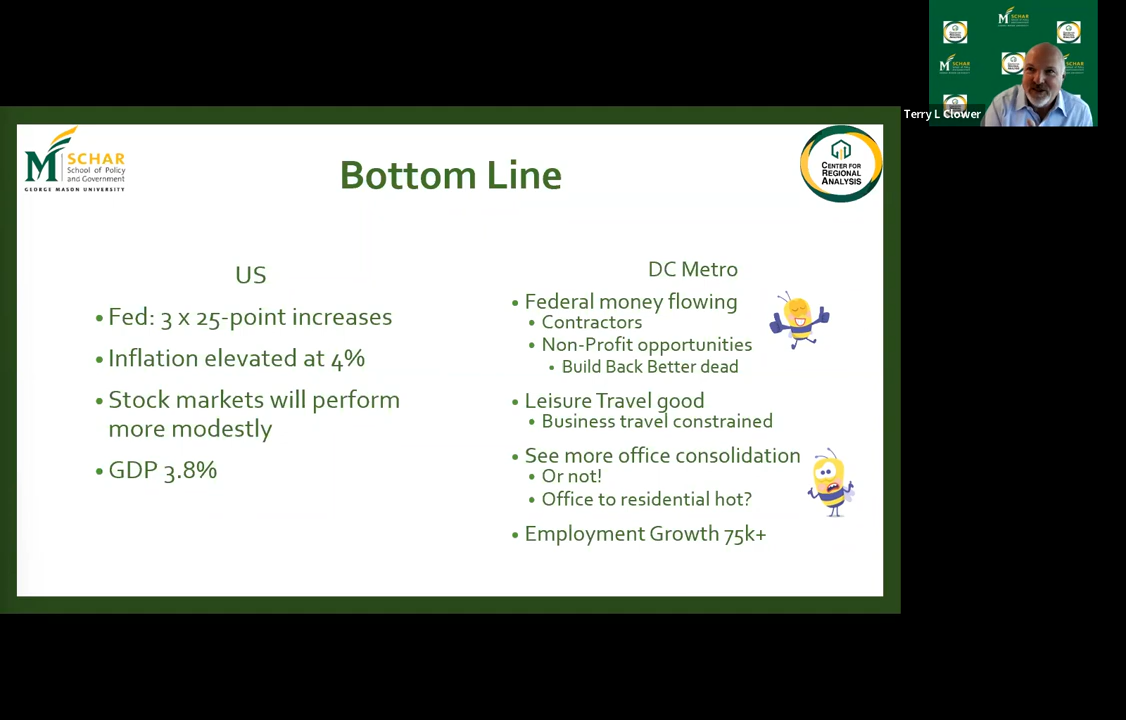 SCHAR
School of Policy
and Government
GEORGE MASON UNIVERSITY
Bottom Line
CENTER FOR
REGIONAL
ANALYSIS
US
• Fed: 3 x 25-point increases
• Inflation elevated at 4%
• Stock markets will perform
more modestly
• GDP 3.8%
DC Metro
• Federal money flowing
• Contractors
• Non-Profit opportunities
• Build Back Better dead
• Leisure Travel good
• Business travel constrained
• See more office consolidation
• Or not!
• Office to residential hot?
• Employment Growth 75k+
SCHAR
SCHAR
SCHAR
Terry L Clower